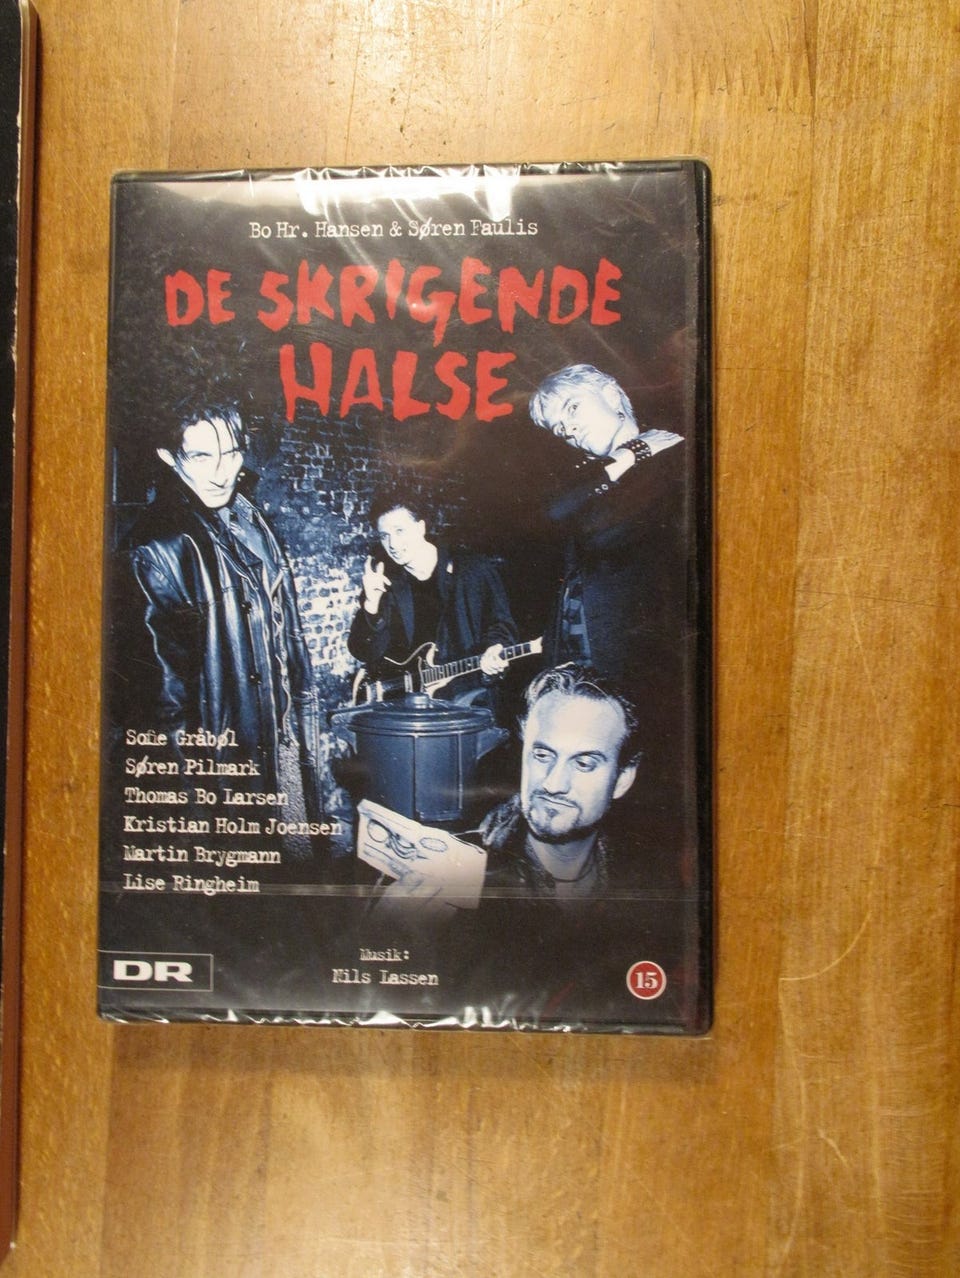 Bo Hr. Hansen & Søren Faulis
DE SKRIGENDE
HALSE
Sofie Gråbøl
Søren Pilmark
Thomas Bo Larsen
Kristian Holm Joensen
Martin Brygmann
Lise Ringheim
Musik:
Nils Lassen
DR
15